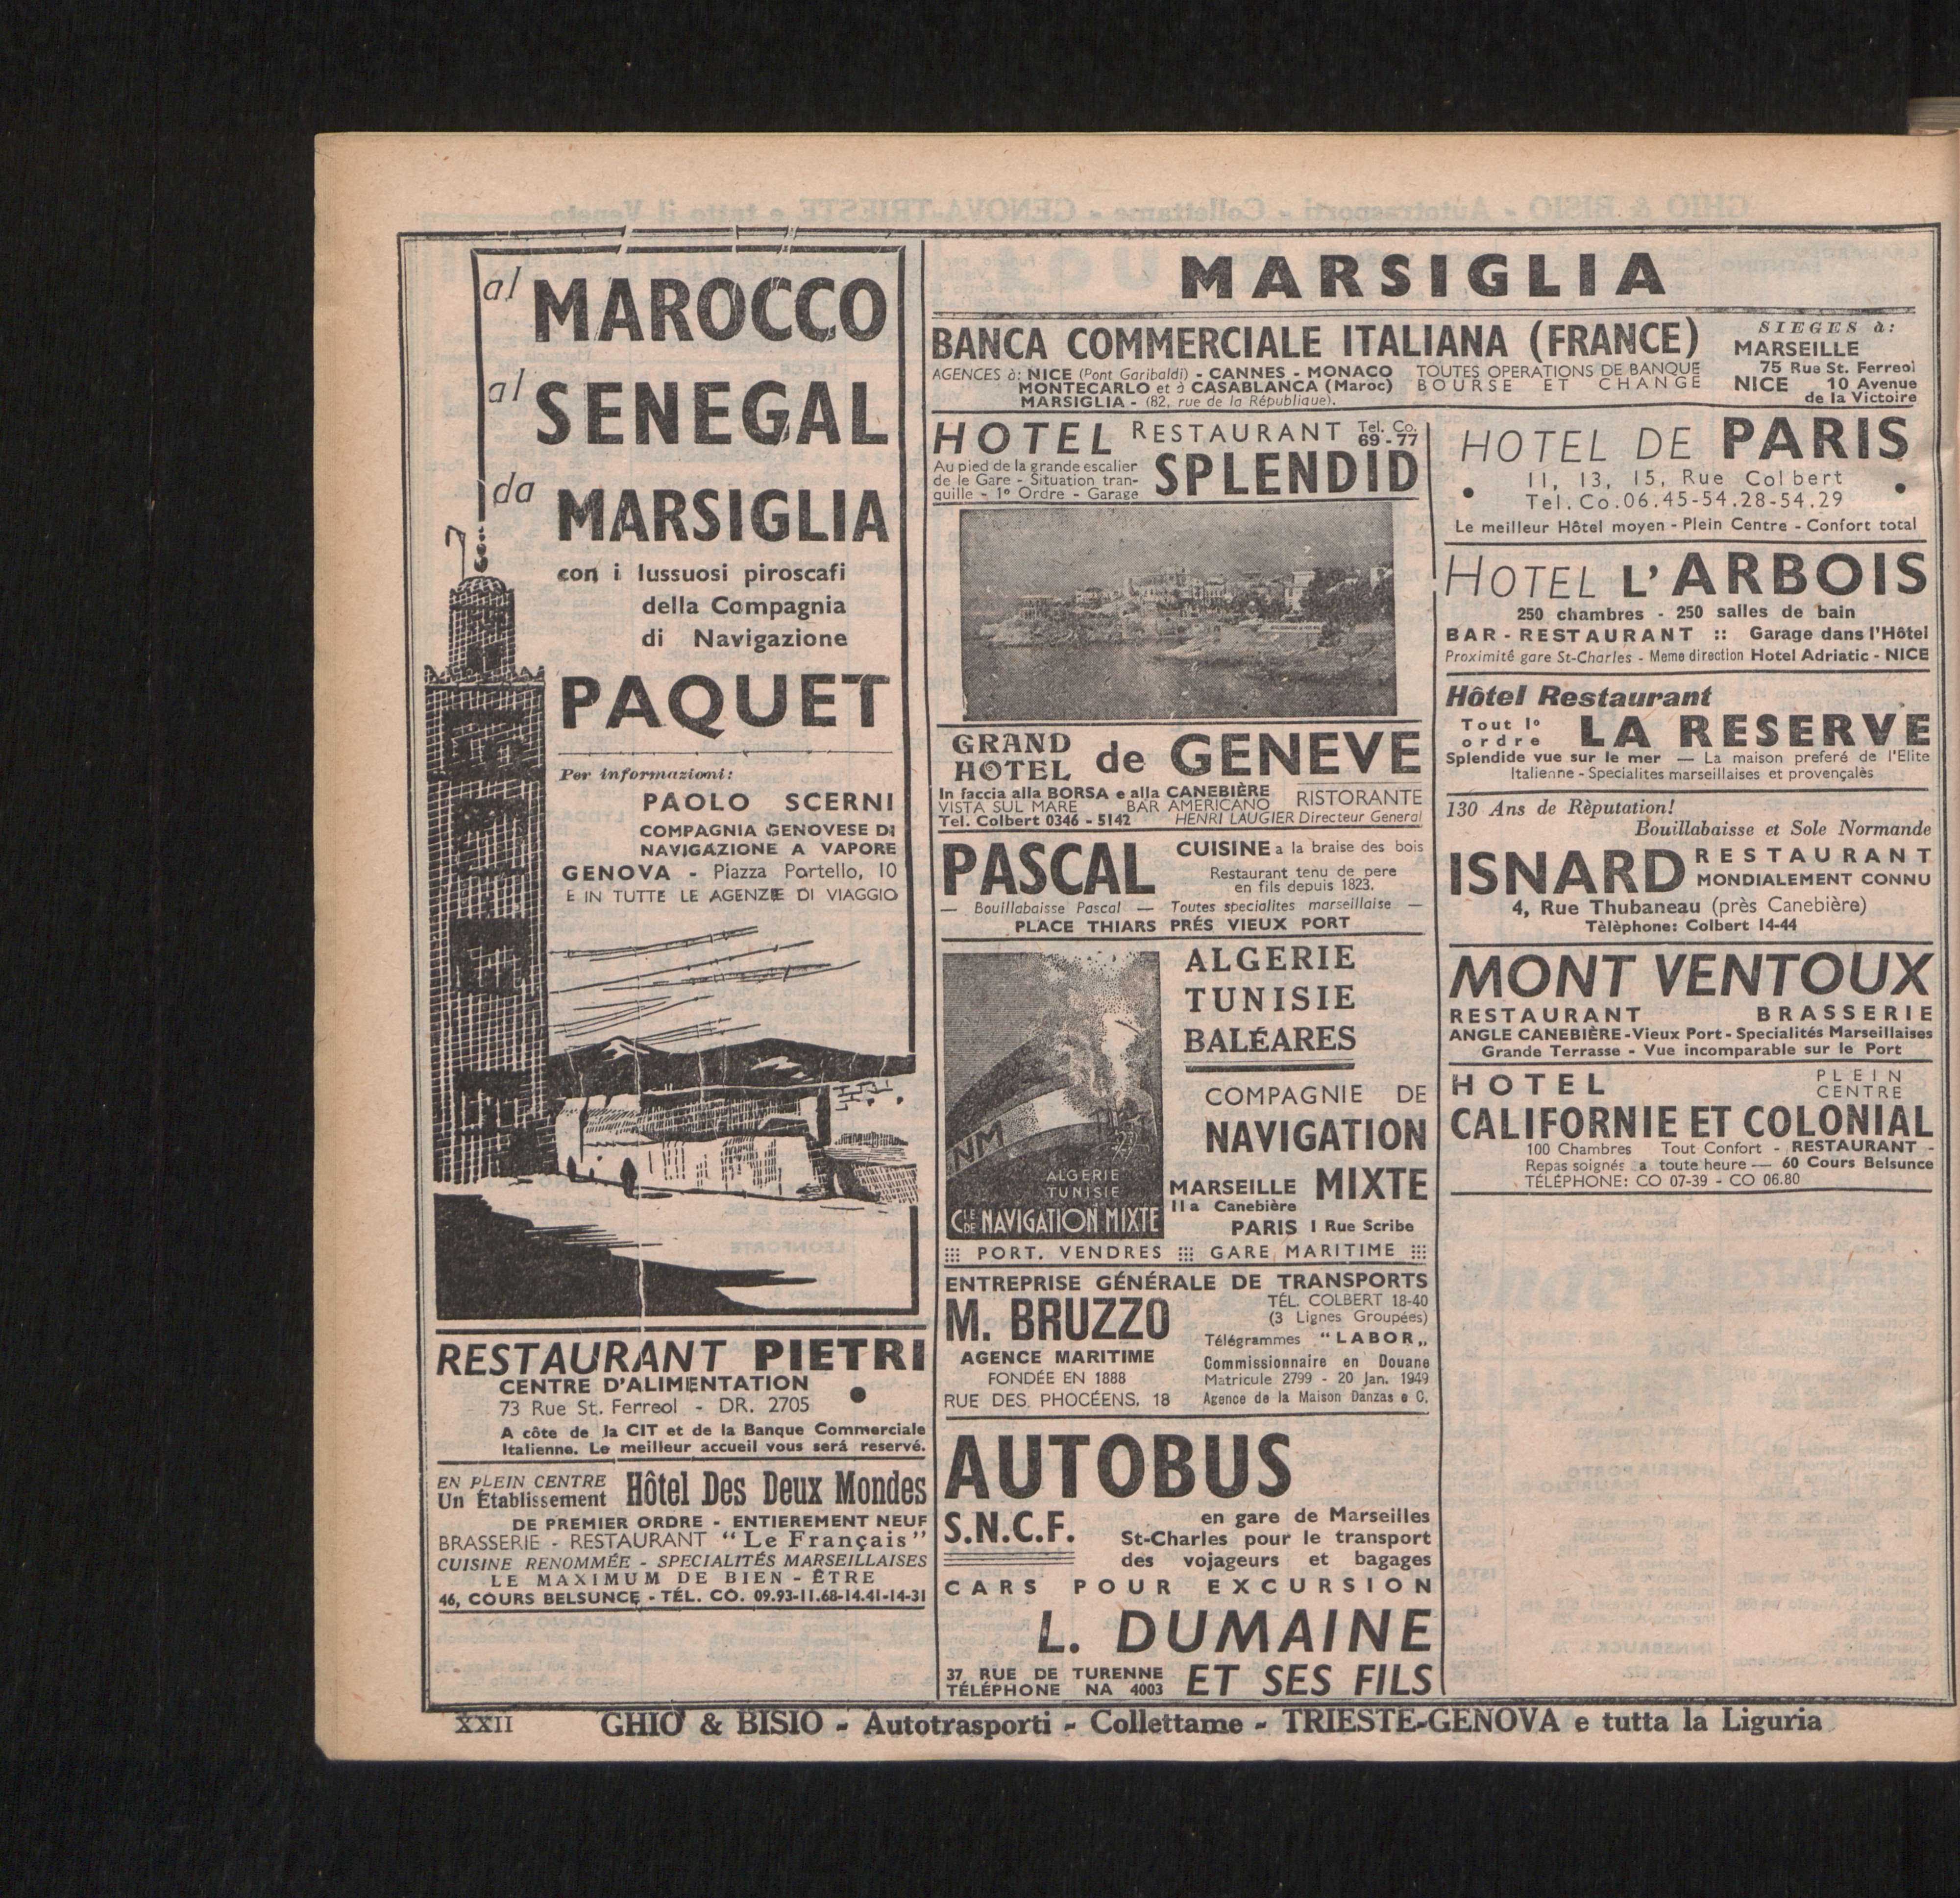 al MAROCCO
al SENEGAL
da MARSIGLIA
con i lussuosi piroscafi
della Compagnia
di Navigazione
PAQUET
Per informazioni:
PAOLO SCERNI
COMPAGNIA GENOVESE DI
NAVIGAZIONE A VAPORE
GENOVA - Piazza Portello, 10
E IN TUTTE LE AGENZIE DI VIAGGIO
RESTAURANT PIETRI
CENTRE D'ALIMENTATION
73 Rue St. Ferreol - DR. 2705
A côte de la CIT et de la Banque Commerciale
Italienne. Le meilleur accueil vous será reservé.
EN PLEIN CENTRE
Un Établissement Hôtel Des Deux Mondes
DE PREMIER ORDRE - ENTIEREMENT NEUF
BRASSERIE - RESTAURANT "Le Français"
CUISINE RENOMMÉE - SPECIALITÉS MARSEILLAISES
LE MAXIMUM DE BIEN - ÊTRE
46, COURS BELSUNCE - TÉL. CO. 09.93-11.68-14.41-14-31
MARSIGLIA
BANCA COMMERCIALE ITALIANA (FRANCE)
AGENCES à: NICE (Pont Garibaldi) - CANNES - MONACO
MONTECARLO et à CASABLANCA (Maroc)
MARSIGLIA - (82, rue de la République).
TOUTES OPERATIONS DE BANQUE
BOURSE ET CHANGE
SIEGES à:
MARSEILLE
75 Rue St. Ferreol
NICE 10 Avenue
de la Victoire
HOTEL RESTAURANT Tel. Co. 69-77
SPLENDID
Au pied de la grande escalier
de le Gare - Situation tran-
quille - 1º Ordre - Garage
GRAND HOTEL de GENEVE
In faccia alla BORSA e alla CANEBIÈRE
VISTA SUL MARE BAR AMERICANO RISTORANTE
Tel. Colbert 0346 - 5142 HENRI LAUGIER Directeur General
PASCAL
CUISINE a la braise des bois
Restaurant tenu de pere
en fils depuis 1823.
— Bouillabaisse Pascal — Toutes specialites marseillaise —
PLACE THIARS PRÉS VIEUX PORT
NM
ALGERIE
TUNISIE
CIE DE NAVIGATION MIXTE
ALGERIE
TUNISIE
BALÉARES
COMPAGNIE DE
NAVIGATION
MIXTE
MARSEILLE
11 a Canebière
PARIS 1 Rue Scribe
PORT. VENDRES GARE MARITIME
ENTREPRISE GÉNÉRALE DE TRANSPORTS
M. BRUZZO
AGENCE MARITIME
FONDÉE EN 1888
RUE DES PHOCÉENS, 18
TÉL. COLBERT 18-40
(3 Lignes Groupées)
Télégrammes "LABOR„
Commissionnaire en Douane
Matricule 2799 - 20 Jan. 1949
Agence de la Maison Danzas e C.
AUTOBUS
S.N.C.F.
en gare de Marseilles
St-Charles pour le transport
des vojageurs et bagages
CARS POUR EXCURSION
L. DUMAINE
ET SES FILS
37 RUE DE TURENNE
TÉLÉPHONE NA 4003
HOTEL DE PARIS
11, 13, 15, Rue Colbert
Tel. Co.06.45-54.28-54.29
Le meilleur Hôtel moyen - Plein Centre - Confort total
HOTEL L'ARBOIS
250 chambres - 250 salles de bain
BAR - RESTAURANT :: Garage dans l'Hôtel
Proximité gare St-Charles - Meme direction Hotel Adriatic - NICE
Hôtel Restaurant
Tout 1º ordre LA RESERVE
Splendide vue sur le mer — La maison preferé de l'Elite
Italienne - Specialites marseillaises et provençalès
130 Ans de Rèputation!
Bouillabaisse et Sole Normande
ISNARD RESTAURANT
MONDIALEMENT CONNU
4, Rue Thubaneau (près Canebière)
Tèlèphone: Colbert 14-44
MONT VENTOUX
RESTAURANT BRASSERIE
ANGLE CANEBIÈRE - Vieux Port - Specialités Marseillaises
Grande Terrasse - Vue incomparable sur le Port
HOTEL PLEIN CENTRE
CALIFORNIE ET COLONIAL
100 Chambres Tout Confort - RESTAURANT -
Repas soignés a toute heure — 60 Cours Belsunce
TÉLÉPHONE: CO 07-39 - CO 06.80
XXII GHIO & BISIO - Autotrasporti - Collettame - TRIESTE-GENOVA e tutta la Liguria